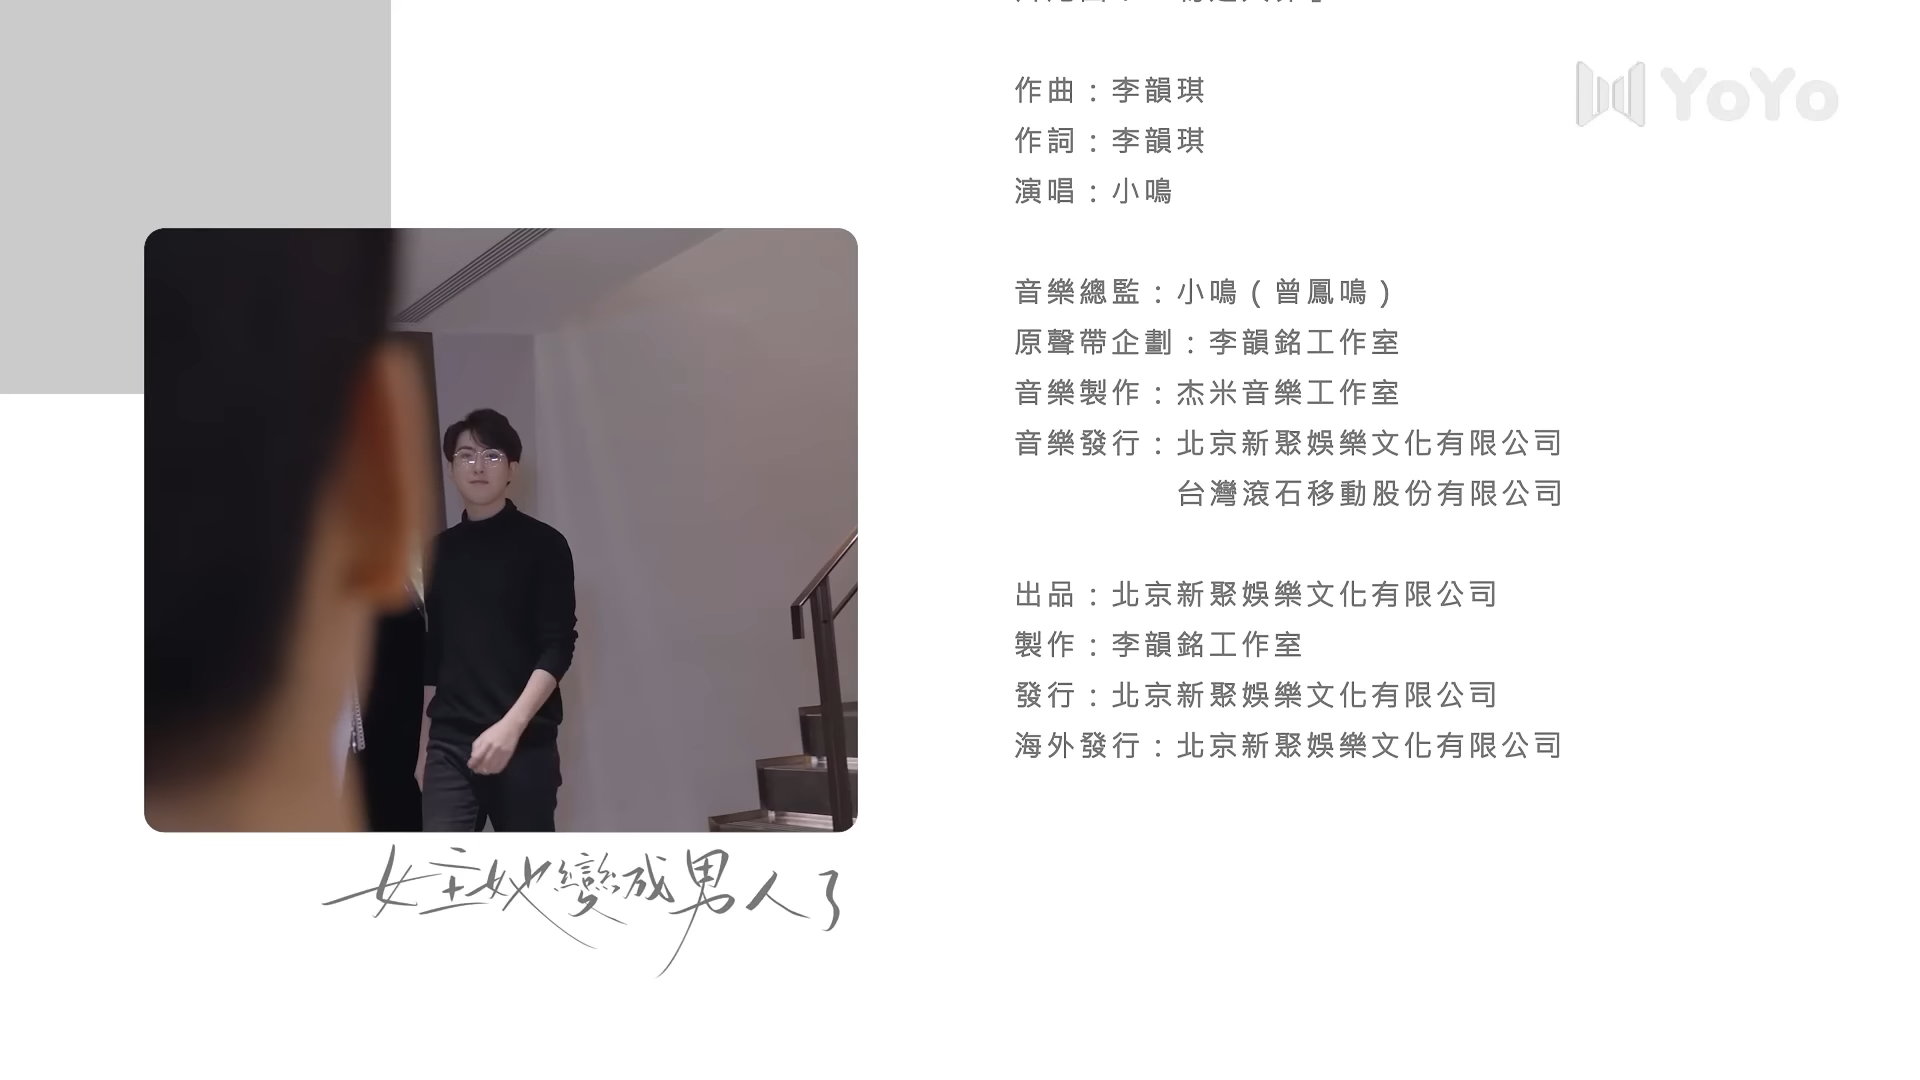 YoYo
作曲：李韻琪
作詞：李韻琪
演唱：小鳴
音樂總監：小鳴（曾鳳鳴）
原聲帶企劃：李韻銘工作室
音樂製作：杰米音樂工作室
音樂發行：北京新聚娛樂文化有限公司
台灣滾石移動股份有限公司
出品：北京新聚娛樂文化有限公司
製作：李韻銘工作室
發行：北京新聚娛樂文化有限公司
海外發行：北京新聚娛樂文化有限公司
女主她變成男人了